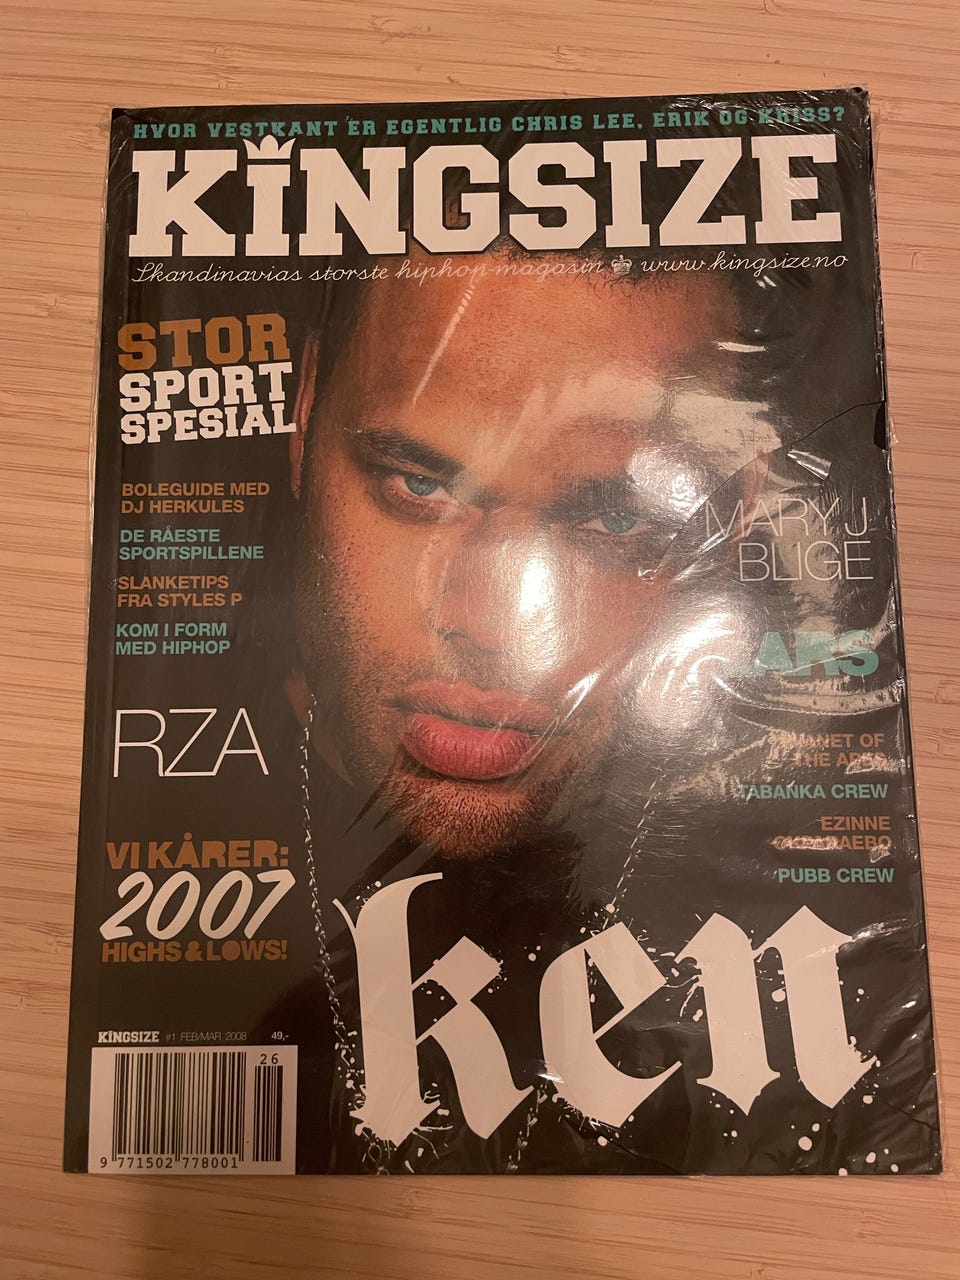 HVOR VESTKANT ER EGENTLIG CHRIS LEE, ERIK OG KRISS?
KINGSIZE
Skandinavias største hiphop-magasin www.kingsize.no
STOR
SPORT
SPESIAL
BOLEGUIDE MED
DJ HERKULES
DE RÅESTE
SPORTSPILLENE
SLANKETIPS
FRA STYLES P
KOM I FORM
MED HIPHOP
RZA
VI KÅRER:
2007
HIGHS & LOWS!
MARY J
BLIGE
OF
THE
TABANKA CREW
EZINNE
PUBB CREW
ken
KINGSIZE #1 FEB/MAR 2008 49,-
26
9 771502 778001